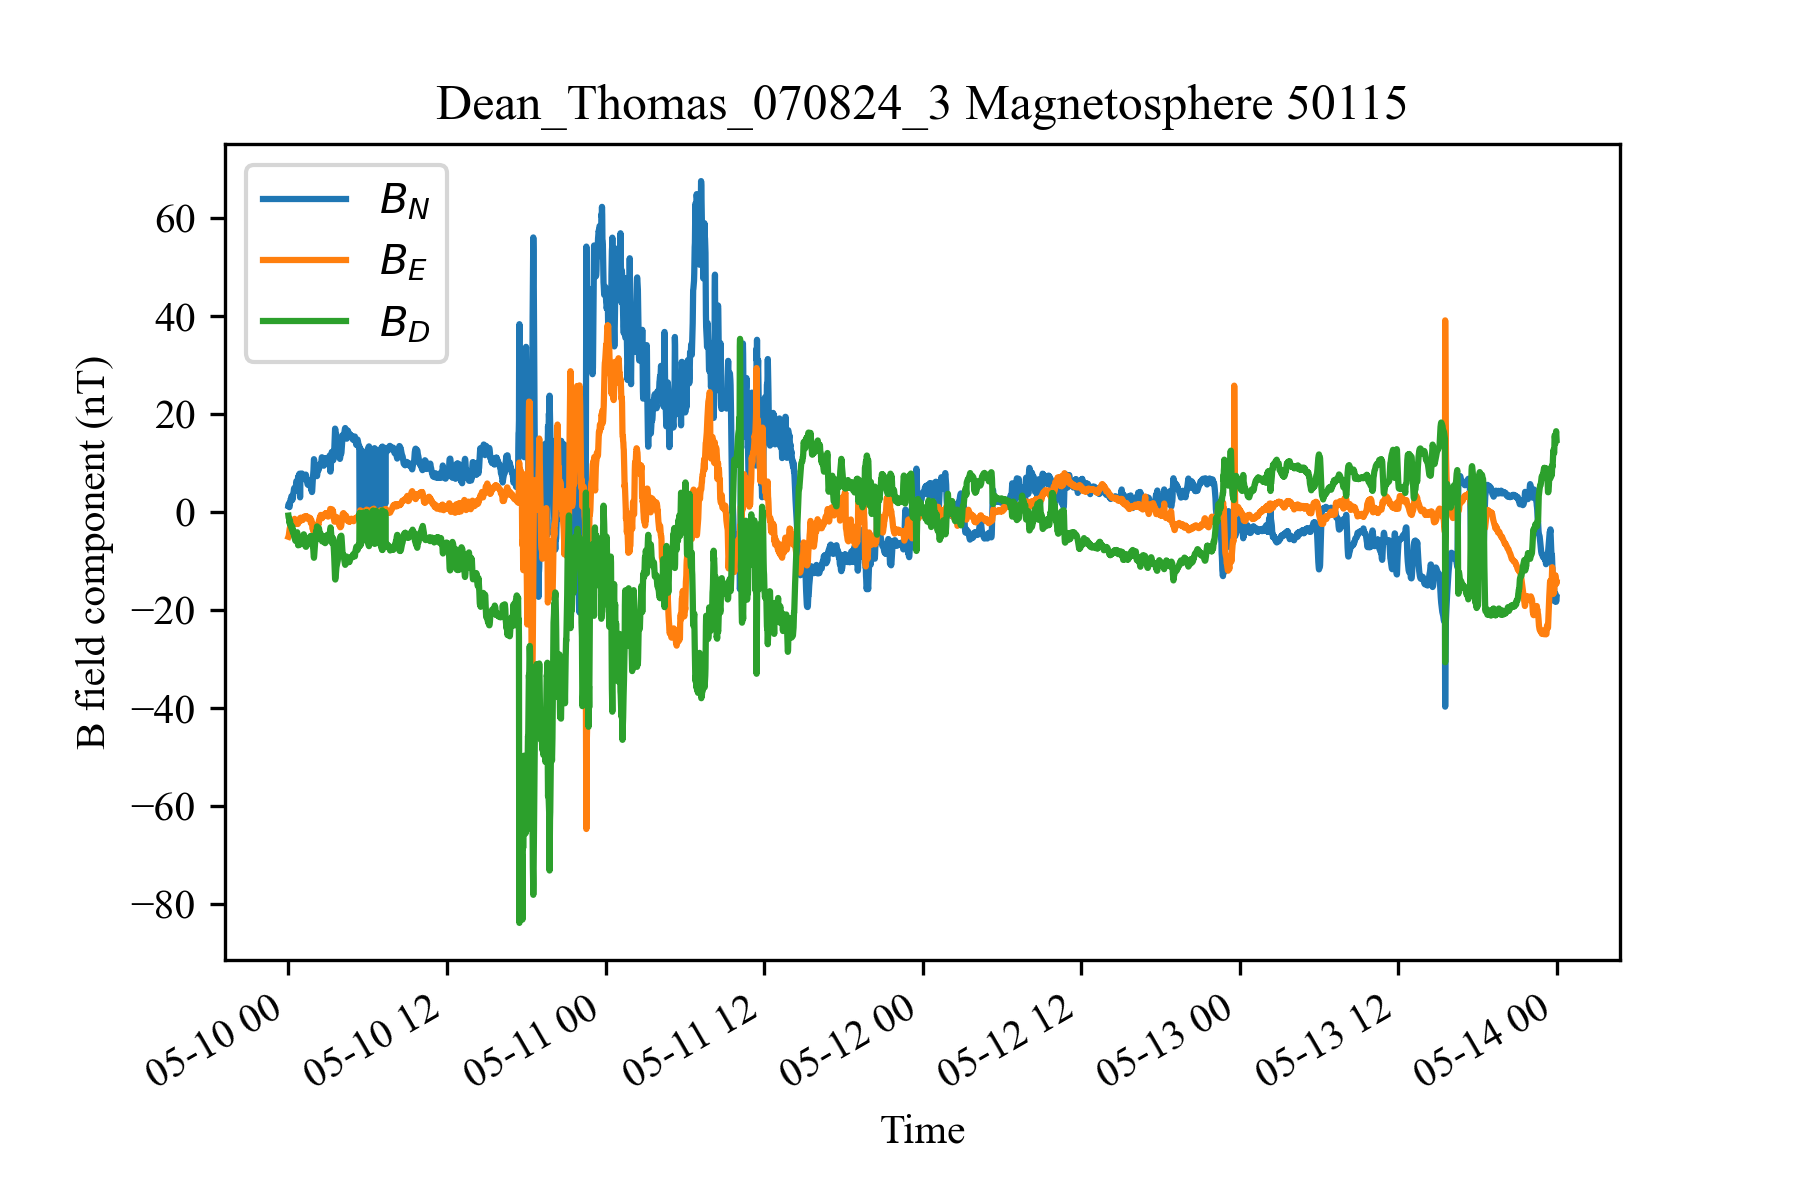 Dean_Thomas_070824_3 Magnetosphere 50115
B_N
B_E
B_D
B field component (nT)
60
40
20
0
−20
−40
−60
−80
05-10 00
05-10 12
05-11 00
05-11 12
05-12 00
05-12 12
05-13 00
05-13 12
05-14 00
Time